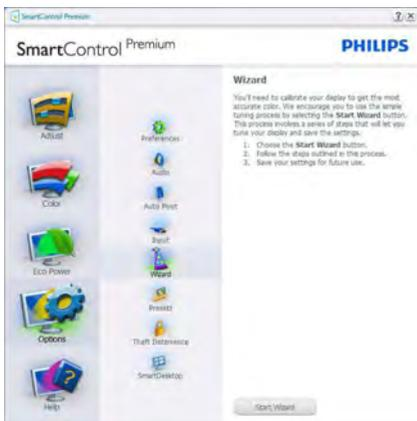 SmartControl Premium
SmartControl Premium
PHILIPS
Adjust
Color
Eco Power
Options
Help
Preferences
Audio
Auto Pivot
Input
Wizard
Presets
Theft Deterrence
SmartDesktop
Wizard
You'll need to calibrate your display to get the most
accurate color. We encourage you to use the simple
tuning process by selecting the Start Wizard button.
This process involves a series of steps that will let you
tune your display and save the settings.
1. Choose the Start Wizard button.
2. Follow the steps outlined in the process.
3. Save your settings for future use.
Start Wizard